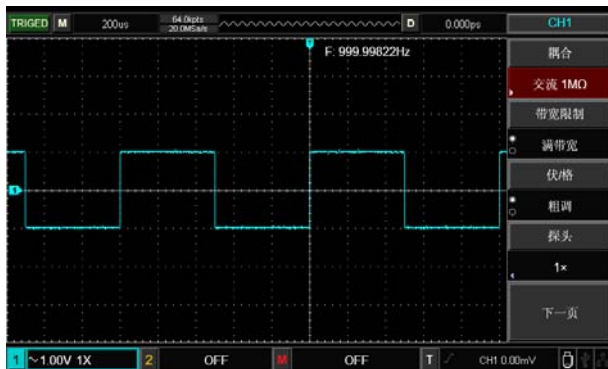 TRIGED M 200us 64.0kpts D 0.000ps CH1
20.0MSa/s
F: 999.99822Hz
耦合
交流 1MΩ
带宽限制
满带宽
伏/格
粗调
探头
1×
下一页
1
1 ~1.00V 1X 2 OFF M OFF T CH1 0.00mV